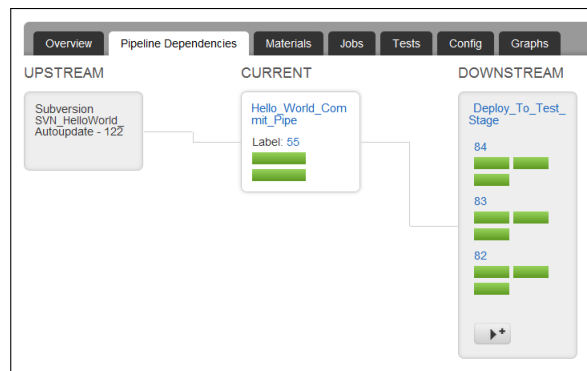 Overview
Pipeline Dependencies
Materials
Jobs
Tests
Config
Graphs
UPSTREAM
CURRENT
DOWNSTREAM
Subversion
SVN_HelloWorld
Autoupdate - 122
Hello_World_Com
mit_Pipe
Label: 55
Deploy_To_Test_
Stage
84
83
82